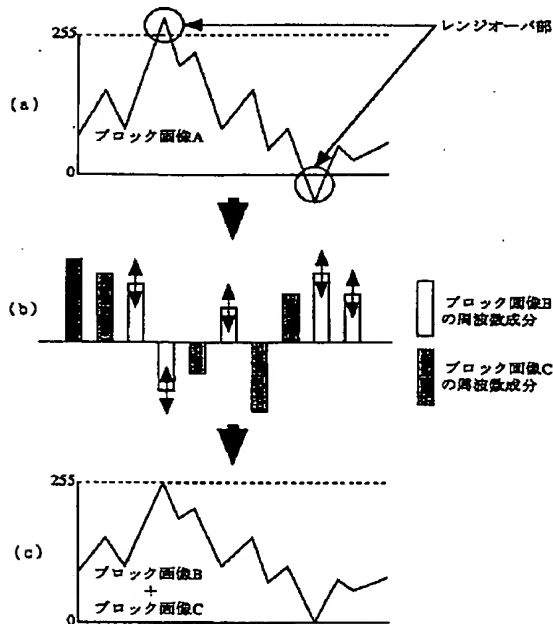 レンジオーバ部
255
(a)
ブロック画像A
0
(b)
ブロック画像B
の周波数成分
ブロック画像C
の周波数成分
255
(c)
ブロック画像B
+
ブロック画像C
0